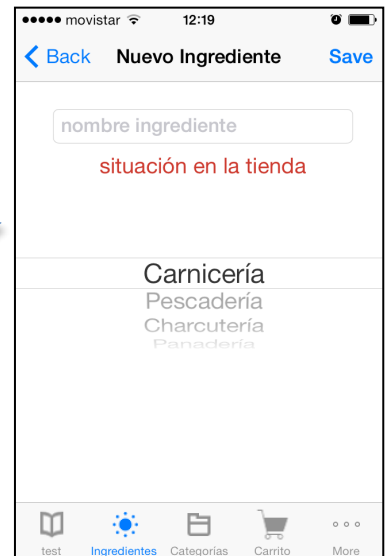 movistar 12:19
Back Nuevo Ingrediente Save
nombre ingrediente
situación en la tienda
Carnicería
Pescadería
Charcutería
Panadería
test Ingredientes Categorías Carrito More